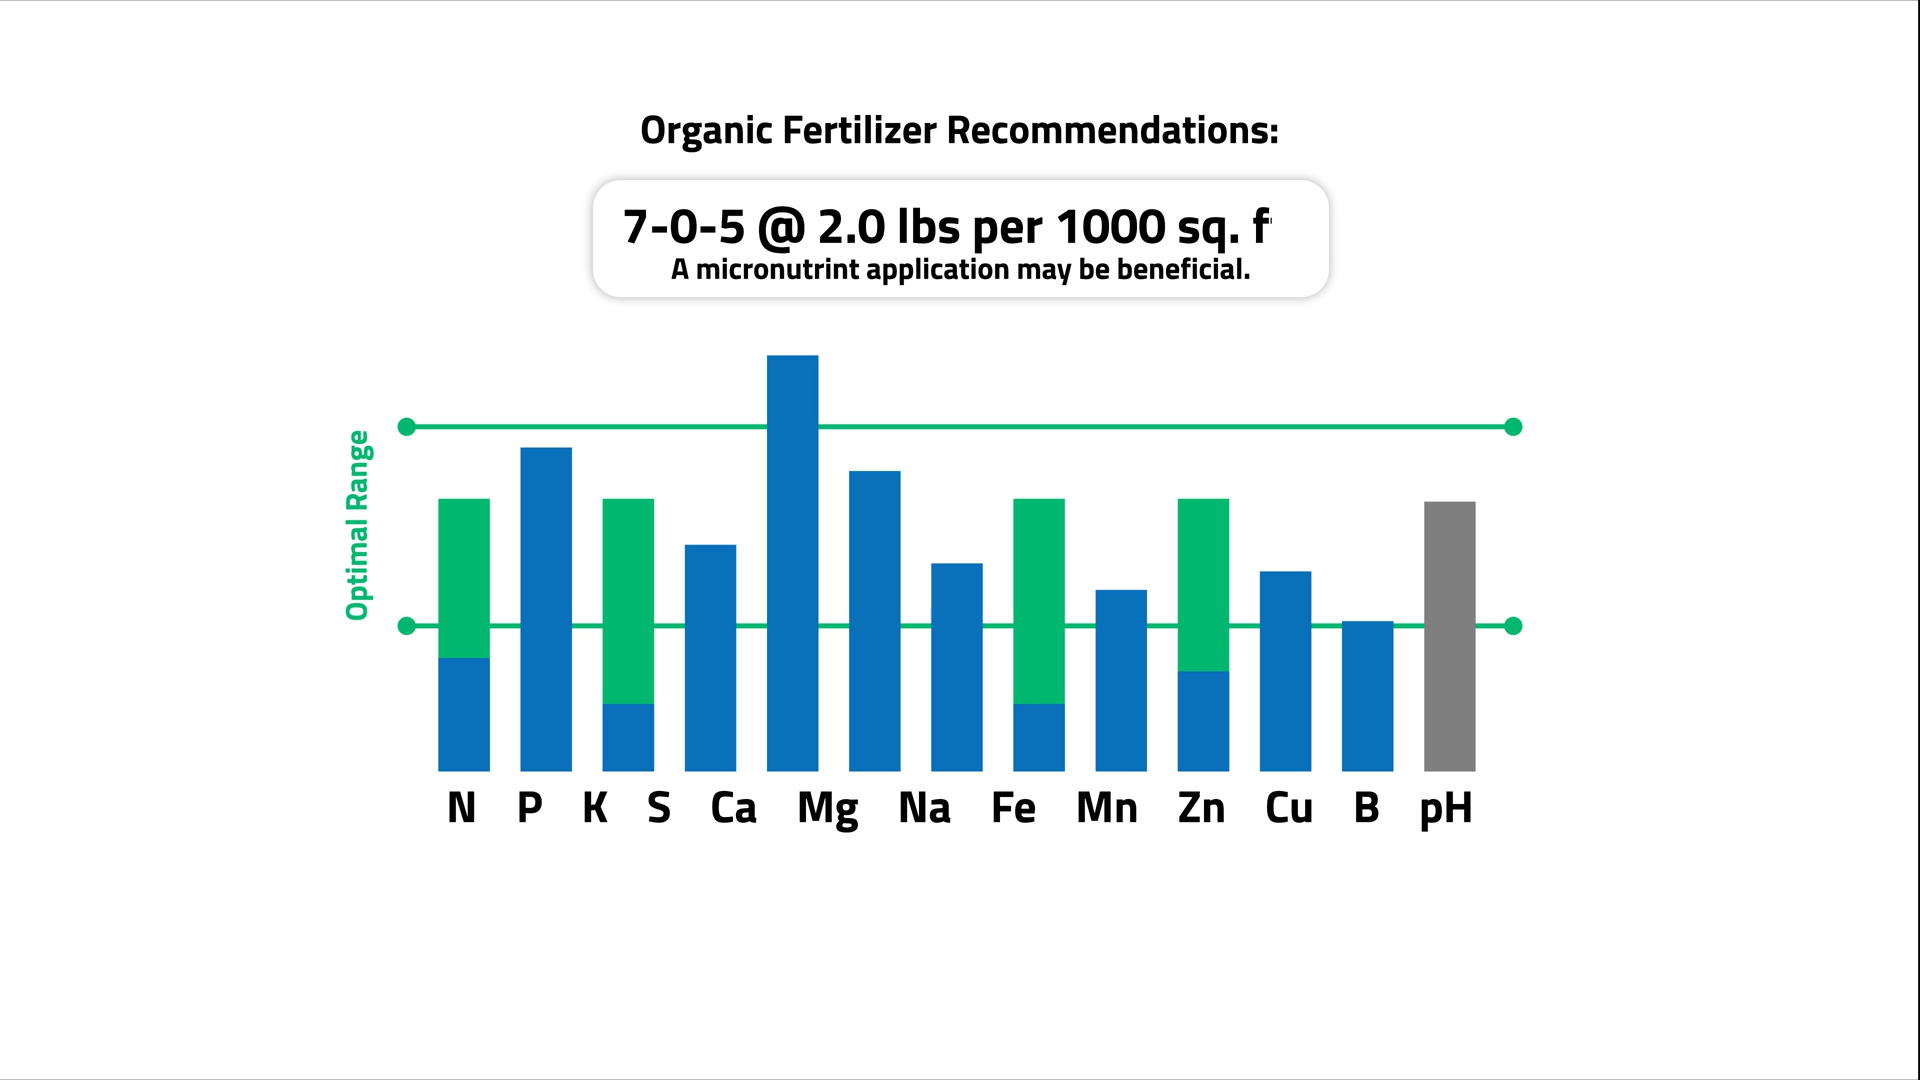 Organic Fertilizer Recommendations:
7-0-5 @ 2.0 lbs per 1000 sq. f
A micronutrint application may be beneficial.
Optimal Range
N P K S Ca Mg Na Fe Mn Zn Cu B pH